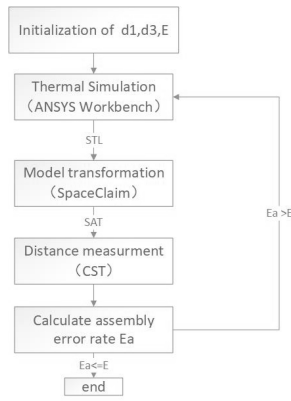 Initialization of d1,d3,E
Thermal Simulation
（ANSYS Workbench）
STL
Model transformation
（SpaceClaim）
SAT
Distance measurment
（CST）
Calculate assembly
error rate Ea
Ea >E
Ea<=E
end